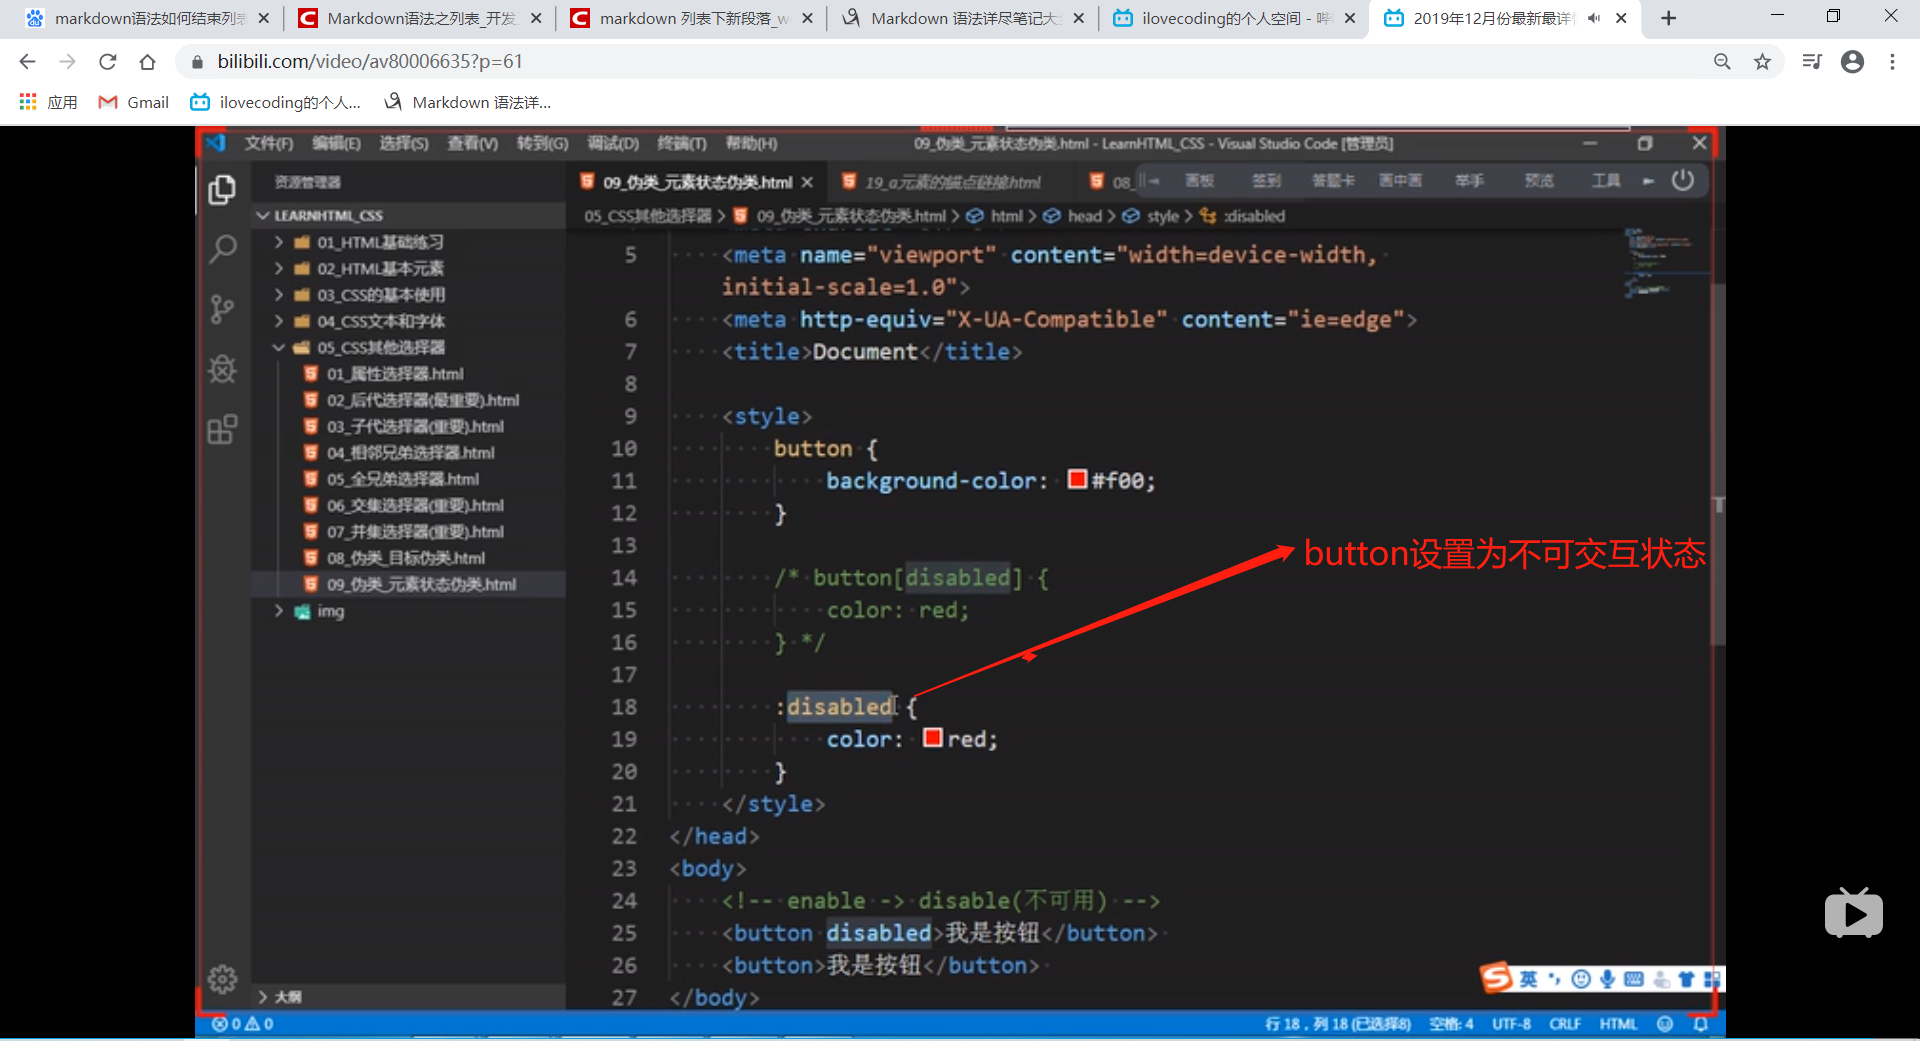 markdown语法如何结束列表
Markdown语法之列表_开发
markdown 列表下新段落_w
Markdown 语法详尽笔记大
ilovecoding的个人空间 - 哔
2019年12月份最新最详
bilibili.com/video/av80006635?p=61
应用
Gmail
ilovecoding的个人...
Markdown 语法详...
文件(F) 编辑(E) 选择(S) 查看(V) 转到(G) 调试(D) 终端(T) 帮助(H)
09_伪类_元素状态伪类.html - LearnHTML_CSS - Visual Studio Code [管理员]
资源管理器
09_伪类_元素状态伪类.html
19_a元素的锚点链接.html
08_
画板 签到 答题卡 画中画 举手 预览 工具
LEARNHTML_CSS
05_CSS其他选择器 > 09_伪类_元素状态伪类.html > html > head > style > :disabled
01_HTML基础练习
02_HTML基本元素
03_CSS的基本使用
04_CSS文本和字体
05_CSS其他选择器
01_属性选择器.html
02_后代选择器(最重要).html
03_子代选择器(重要).html
04_相邻兄弟选择器.html
05_全兄弟选择器.html
06_交集选择器(重要).html
07_并集选择器(重要).html
08_伪类_目标伪类.html
09_伪类_元素状态伪类.html
img
大纲
5 <meta name="viewport" content="width=device-width,
initial-scale=1.0">
6 <meta http-equiv="X-UA-Compatible" content="ie=edge">
7 <title>Document</title>
8
9 <style>
10 button {
11 background-color: #f00;
12 }
13
14 /* button[disabled] {
15 color: red;
16 } */
17
18 :disabled {
19 color: red;
20 }
21 </style>
22 </head>
23 <body>
24 <!-- enable -> disable(不可用) -->
25 <button disabled>我是按钮</button>
26 <button>我是按钮</button>
27 </body>
button设置为不可交互状态
英
0 0
行 18，列 18 (已选择8) 空格: 4 UTF-8 CRLF HTML